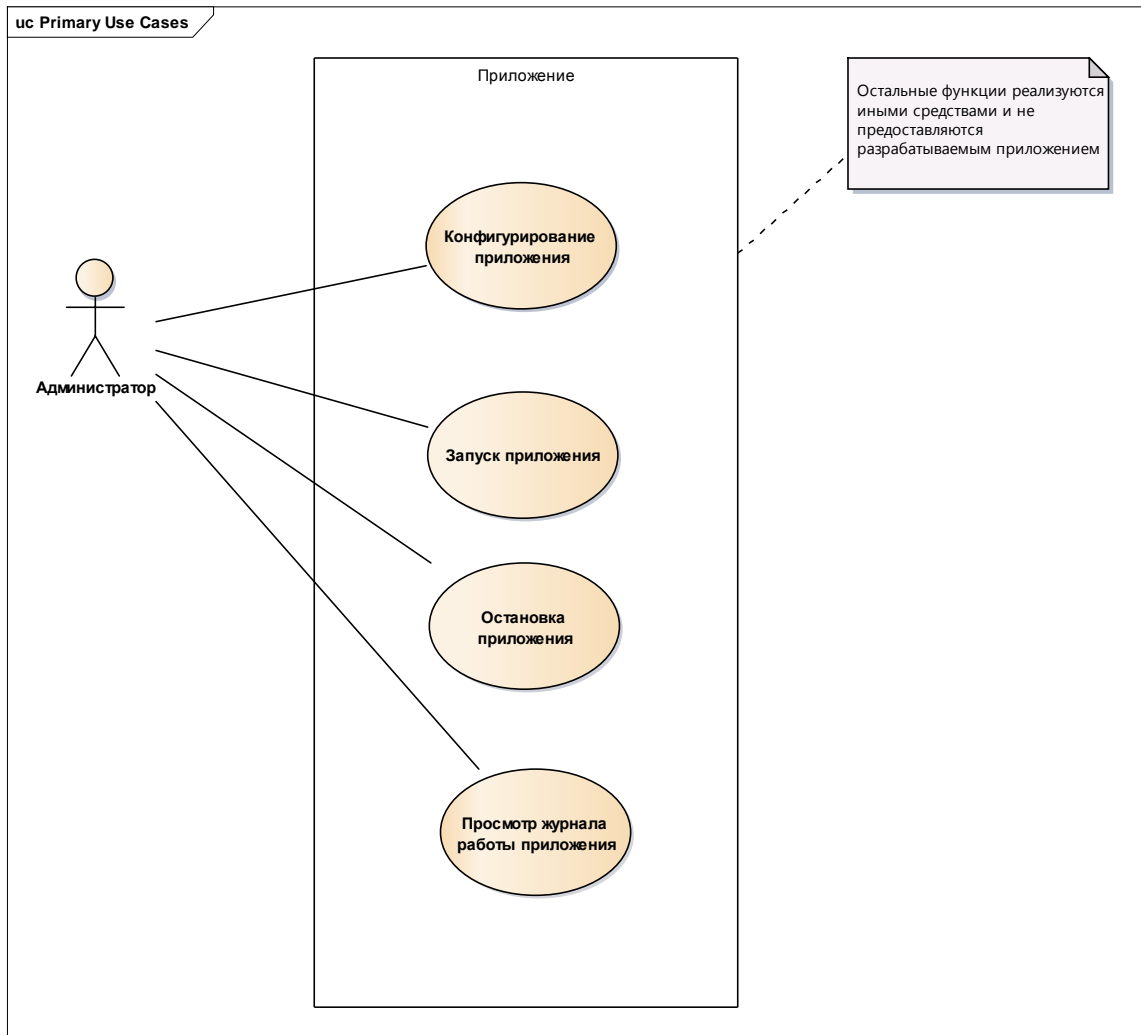 uc Primary Use Cases
Приложение
Остальные функции реализуются
иными средствами и не
предоставляются
разрабатываемым приложением
Конфигурирование
приложения
Администратор
Запуск приложения
Остановка
приложения
Просмотр журнала
работы приложения